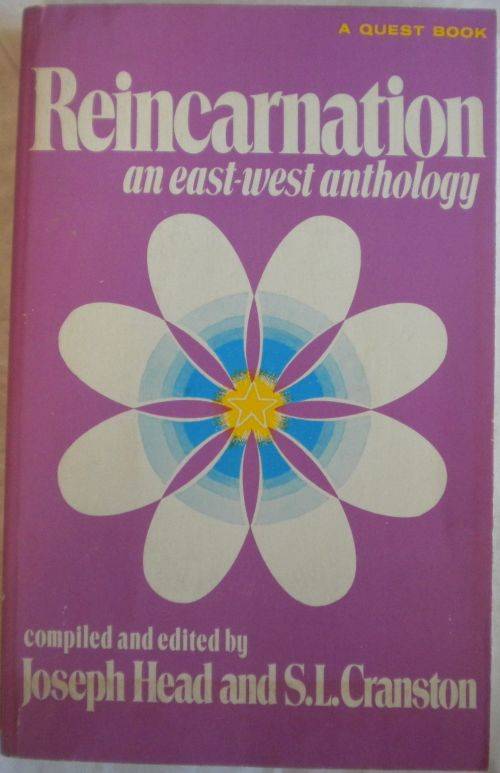 A QUEST BOOK
Reincarnation
an east-west anthology
compiled and edited by
Joseph Head and S.L. Cranston